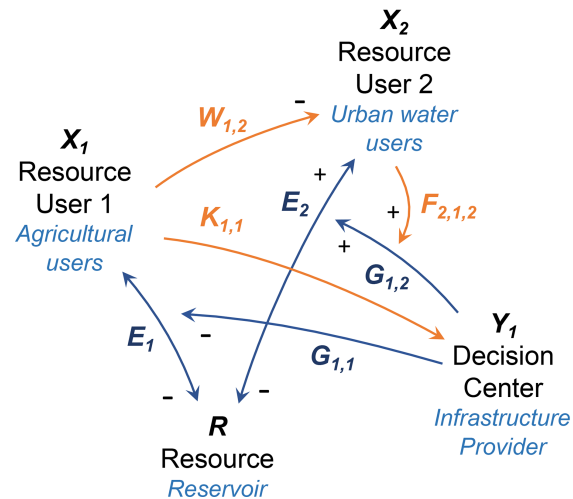 X2
Resource
User 2
Urban water
users
-
W1,2
X1
Resource
User 1
Agricultural
users
+
E2
+
F2,1,2
K1,1
+
G1,2
Y1
Decision
Center
Infrastructure
Provider
E1
-
G1,1
-
-
R
Resource
Reservoir